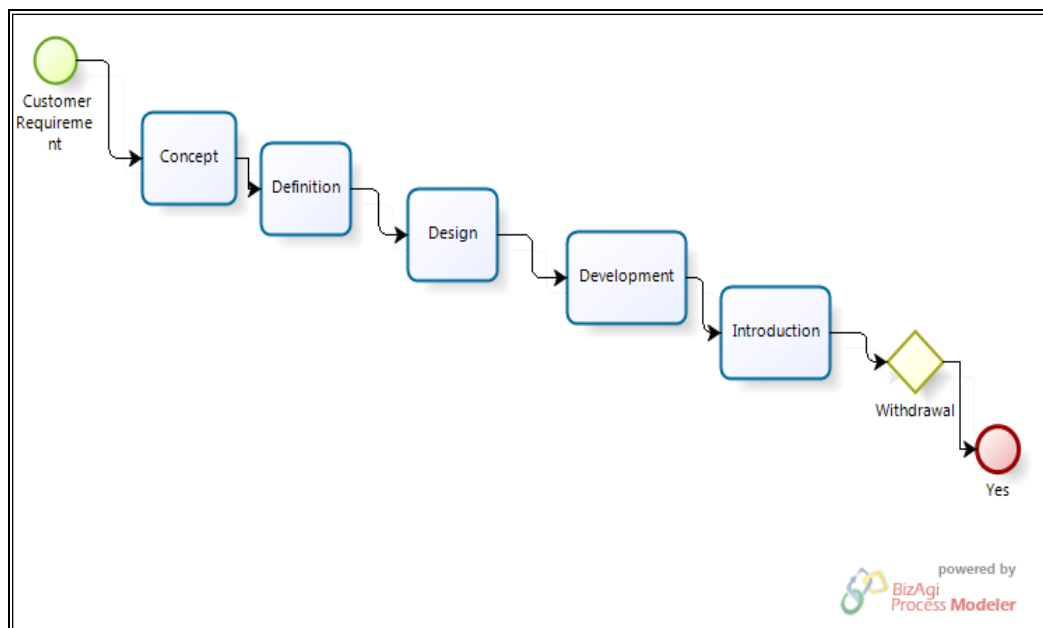 Customer
Requireme
nt
Concept
Definition
Design
Development
Introduction
Withdrawal
Yes
powered by
BizAgi
Process Modeler